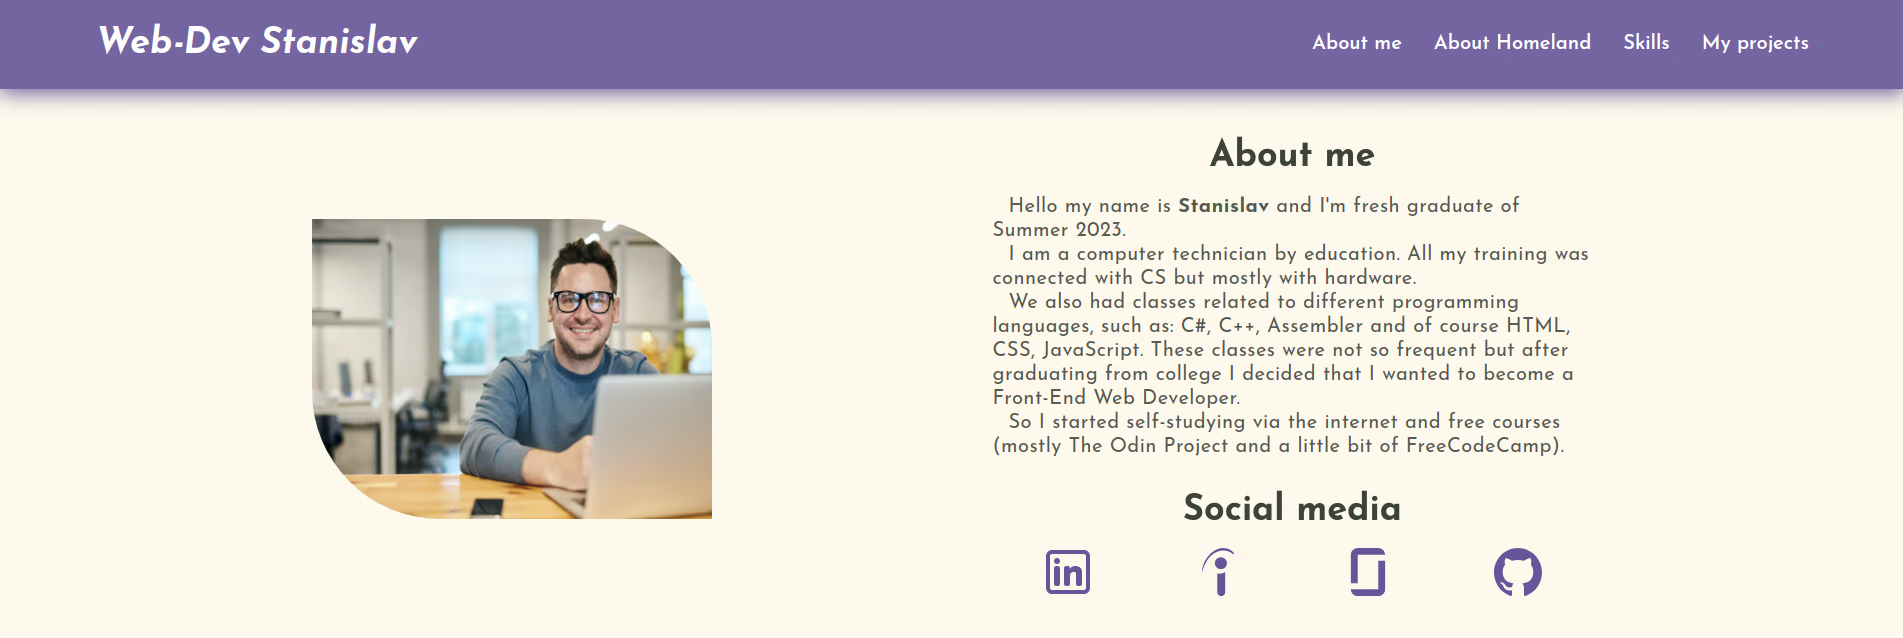 Web-Dev Stanislav
About me
About Homeland
Skills
My projects
About me
Hello my name is Stanislav and I'm fresh graduate of
Summer 2023.
I am a computer technician by education. All my training was
connected with CS but mostly with hardware.
We also had classes related to different programming
languages, such as: C#, C++, Assembler and of course HTML,
CSS, JavaScript. These classes were not so frequent but after
graduating from college I decided that I wanted to become a
Front-End Web Developer.
So I started self-studying via the internet and free courses
(mostly The Odin Project and a little bit of FreeCodeCamp).
Social media
in